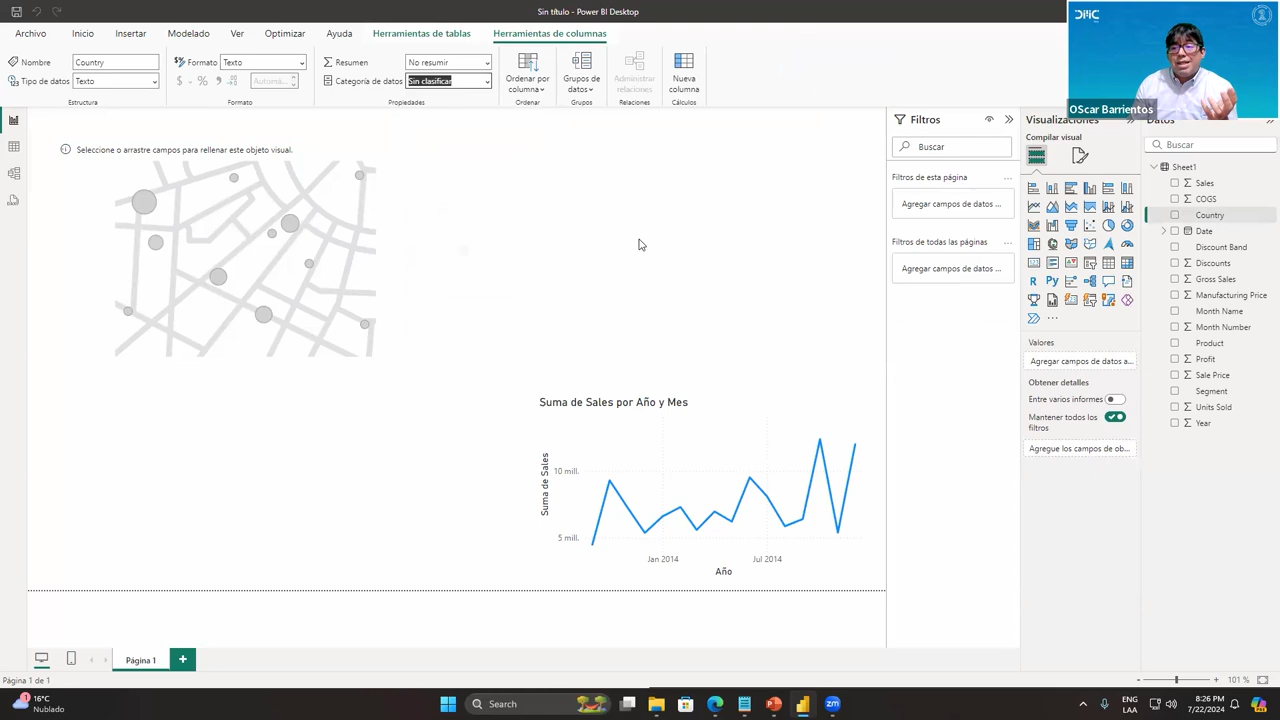 Sin título - Power BI Desktop
Archivo
Inicio
Insertar
Modelado
Ver
Optimizar
Ayuda
Herramientas de tablas
Herramientas de columnas
Nombre
Country
Tipo de datos
Texto
Estructura
Formato
Texto
$
%
Automá...
Formato
Resumen
No resumir
Categoría de datos
Sin clasificar
Propiedades
Ordenar por
columna
Ordenar
Grupos de
datos
Grupos
Administrar
relaciones
Relaciones
Nueva
columna
Cálculos
DMC
OScar Barrientos
Seleccione o arrastre campos para rellenar este objeto visual.
Suma de Sales por Año y Mes
Suma de Sales
10 mill.
5 mill.
Jan 2014
Jul 2014
Año
Filtros
Buscar
Filtros de esta página
...
Agregar campos de datos ...
Filtros de todas las páginas
...
Agregar campos de datos ...
Visualizaciones
Compilar visual
R
Py
...
Valores
Agregar campos de datos a...
Obtener detalles
Entre varios informes
Mantener todos los
filtros
Agregue los campos de ob...
Datos
Buscar
Sheet1
Sales
COGS
Country
Date
Discount Band
Discounts
Gross Sales
Manufacturing Price
Month Name
Month Number
Product
Profit
Sale Price
Segment
Units Sold
Year
Página 1
Página 1 de 1
101 %
1
16°C
Nublado
Search
ENG
LAA
8:26 PM
7/22/2024